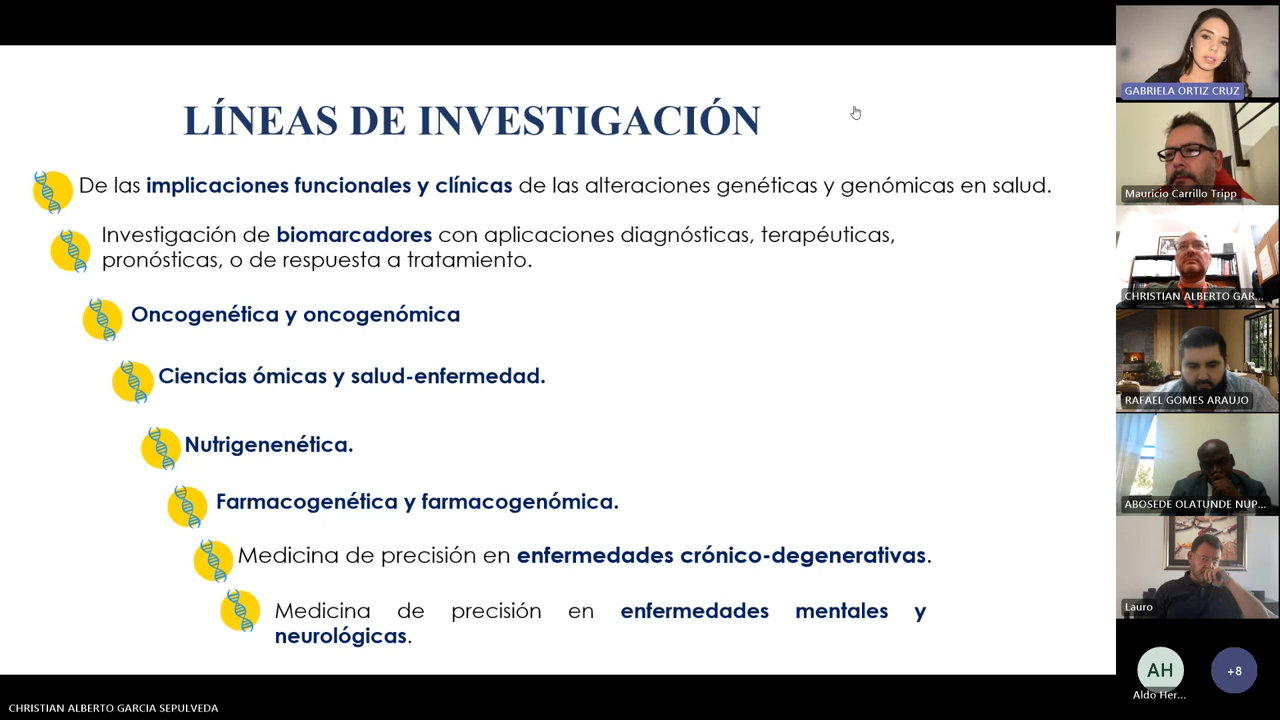 LÍNEAS DE INVESTIGACIÓN
De las implicaciones funcionales y clínicas de las alteraciones genéticas y genómicas en salud.
Investigación de biomarcadores con aplicaciones diagnósticas, terapéuticas,
pronósticas, o de respuesta a tratamiento.
Oncogenética y oncogenómica
Ciencias ómicas y salud-enfermedad.
Nutrigenenética.
Farmacogenética y farmacogenómica.
Medicina de precisión en enfermedades crónico-degenerativas.
Medicina de precisión en enfermedades mentales y
neurológicas.
GABRIELA ORTIZ CRUZ
Mauricio Carrillo Tripp
CHRISTIAN ALBERTO GAR...
RAFAEL GOMES ARAUJO
ABOSEDE OLATUNDE NUP...
Lauro
AH
Aldo Her...
+8
CHRISTIAN ALBERTO GARCIA SEPULVEDA